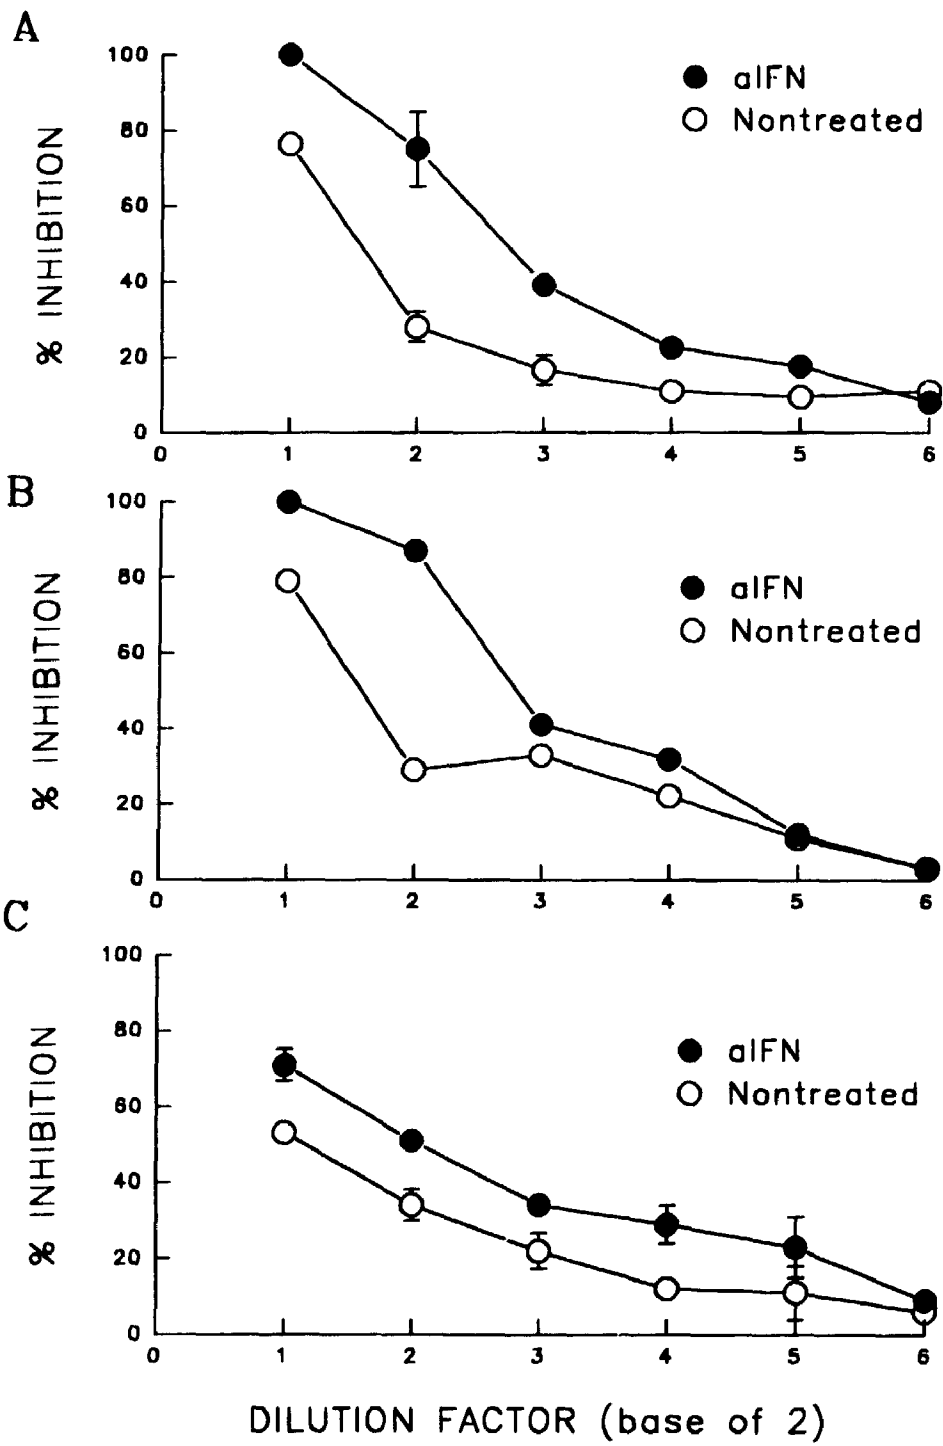 A
% INHIBITION
100
80
60
40
20
0
● aIFN
○ Nontreated
0 1 2 3 4 5 6
B
% INHIBITION
100
80
60
40
20
0
● aIFN
○ Nontreated
0 1 2 3 4 5 6
C
% INHIBITION
100
80
60
40
20
0
● aIFN
○ Nontreated
0 1 2 3 4 5 6
DILUTION FACTOR (base of 2)